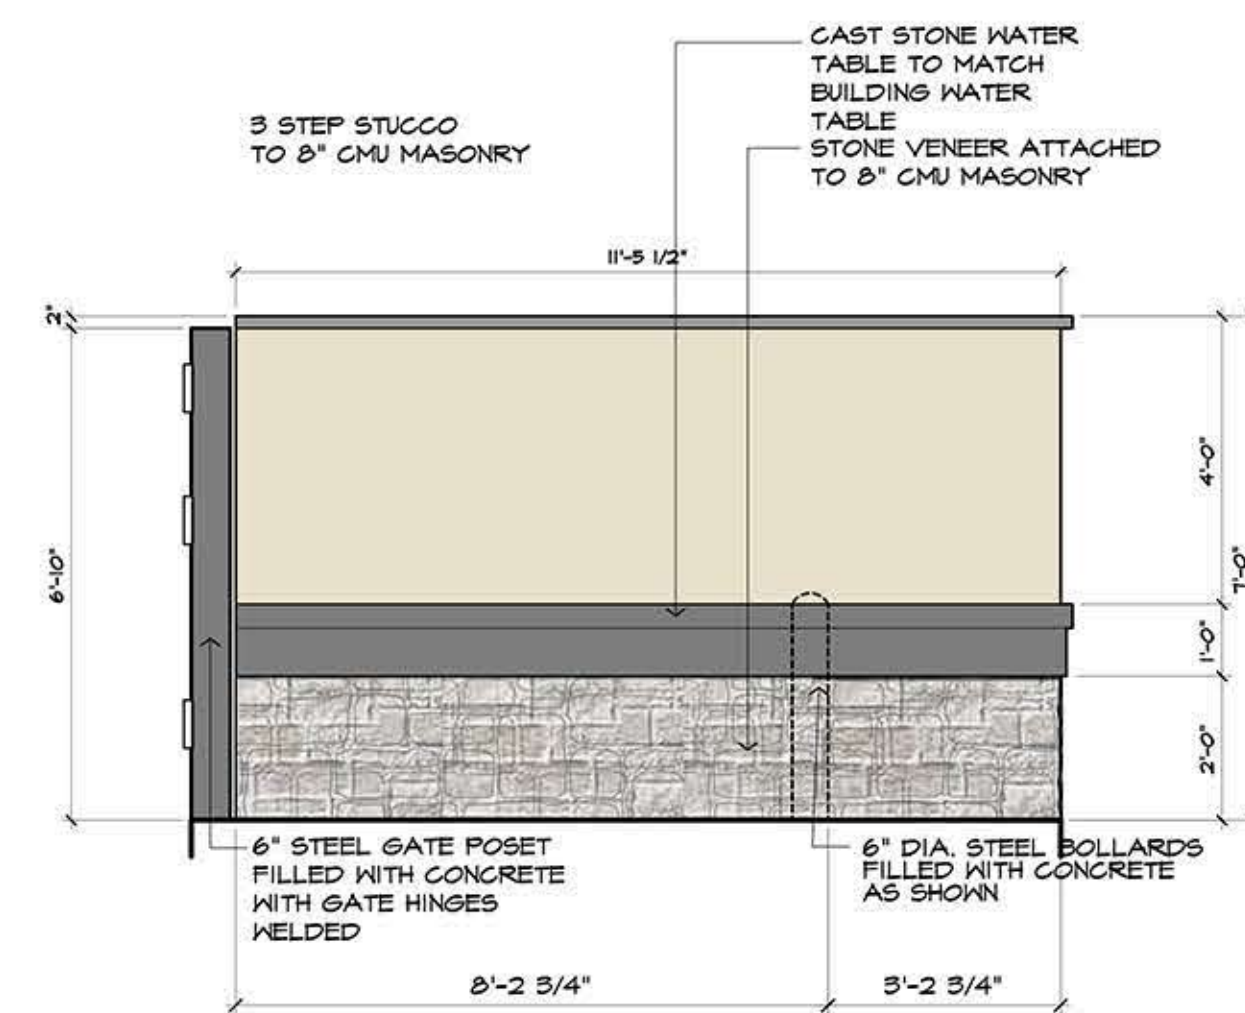 CAST STONE WATER
TABLE TO MATCH
BUILDING WATER
TABLE
3 STEP STUCCO
TO 8" CMU MASONRY
STONE VENEER ATTACHED
TO 8" CMU MASONRY
11'-5 1/2"
2"
6'-10"
4'-0"
7'-0"
1'-0"
2'-0"
6" STEEL GATE POSET
FILLED WITH CONCRETE
WITH GATE HINGES
WELDED
6" DIA. STEEL BOLLARDS
FILLED WITH CONCRETE
AS SHOWN
8'-2 3/4"
3'-2 3/4"